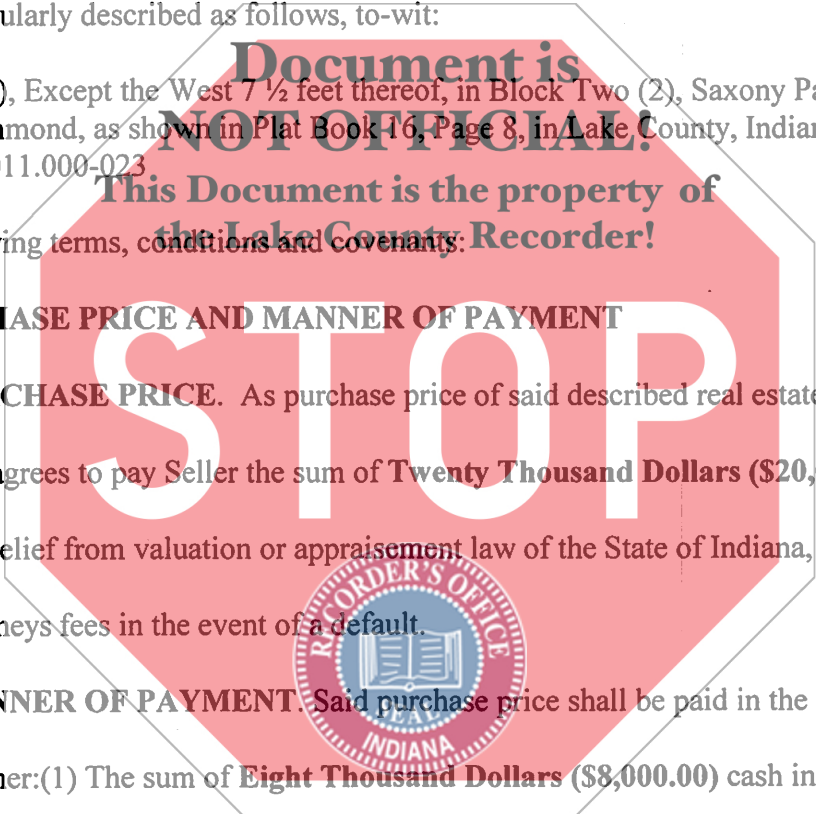 ularly described as follows, to-wit:
Document is
), Except the West 7 ½ feet thereof, in Block Two (2), Saxony Pa
NOT OFFICIAL!
mond, as shown in Plat Book 16, Page 8, in Lake County, Indian
11.000-023
This Document is the property of
the Lake County Recorder!
ing terms, conditions and covenants:
IASE PRICE AND MANNER OF PAYMENT
STOP
CHASE PRICE. As purchase price of said described real estate
agrees to pay Seller the sum of Twenty Thousand Dollars ($20,
elief from valuation or appraisement law of the State of Indiana,
neys fees in the event of a default.
RECORDER'S OFFICE
SEAL
INDIANA
NNER OF PAYMENT. Said purchase price shall be paid in the
er:(1) The sum of Eight Thousand Dollars ($8,000.00) cash in